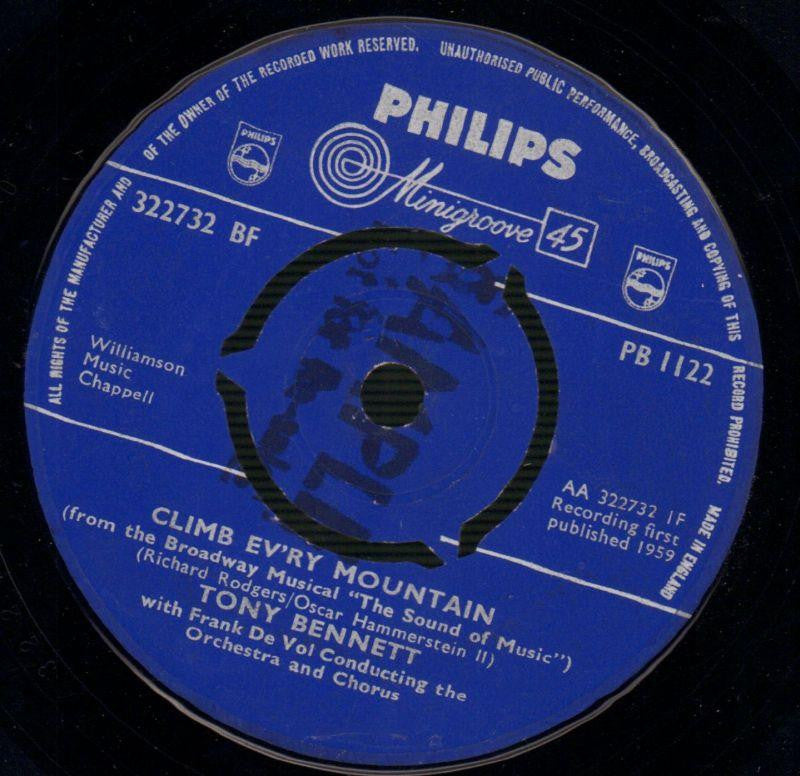 ALL RIGHTS OF THE MANUFACTURER AND OF THE OWNER OF THE RECORDED WORK RESERVED. UNAUTHORISED PUBLIC PERFORMANCE, BROADCASTING AND COPYING OF THIS RECORD PROHIBITED. MADE IN ENGLAND
PHILIPS
PHILIPS
Minigroove 45
PHILIPS
322732 BF
PB 1122
Williamson
Music
Chappell
AA 322732 1F
Recording first
published 1959
CLIMB EV'RY MOUNTAIN
(from the Broadway Musical "The Sound of Music")
(Richard Rodgers/Oscar Hammerstein II)
TONY BENNETT
with Frank De Vol Conducting the
Orchestra and Chorus